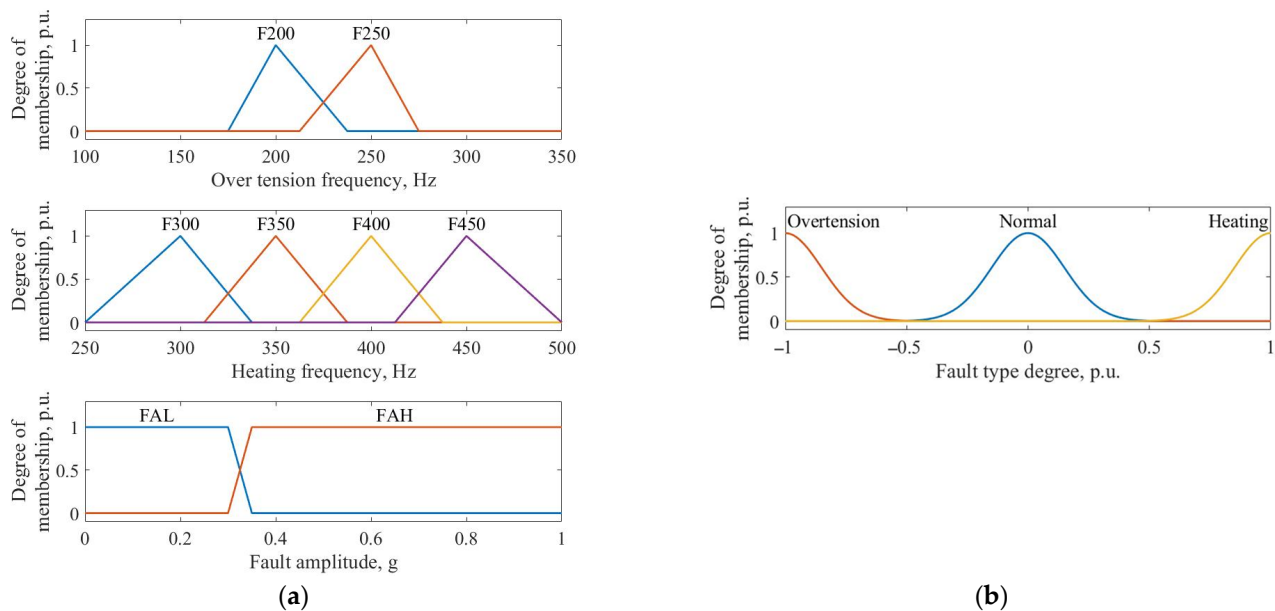 F200 F250
Degree of
membership, p.u.
1
0.5
0
100 150 200 250 300 350
Over tension frequency, Hz
F300 F350 F400 F450
Degree of
membership, p.u.
1
0.5
0
250 300 350 400 450 500
Heating frequency, Hz
FAL FAH
Degree of
membership, p.u.
1
0.5
0
0 0.2 0.4 0.6 0.8 1
Fault amplitude, g
(a)
Overtension Normal Heating
Degree of
membership, p.u.
1
0.5
0
−1 −0.5 0 0.5 1
Fault type degree, p.u.
(b)